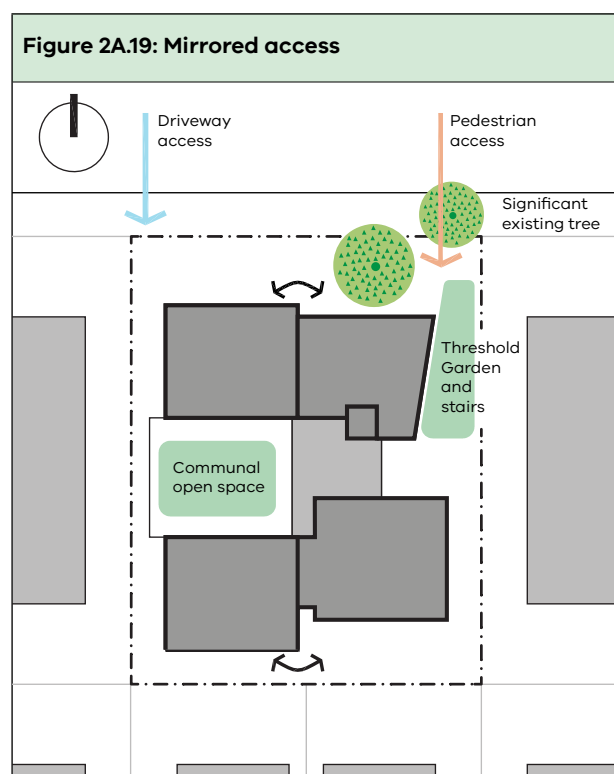 Figure 2A.19: Mirrored access
Driveway
access
Pedestrian
access
Significant
existing tree
Threshold
Garden
and
stairs
Communal
open space